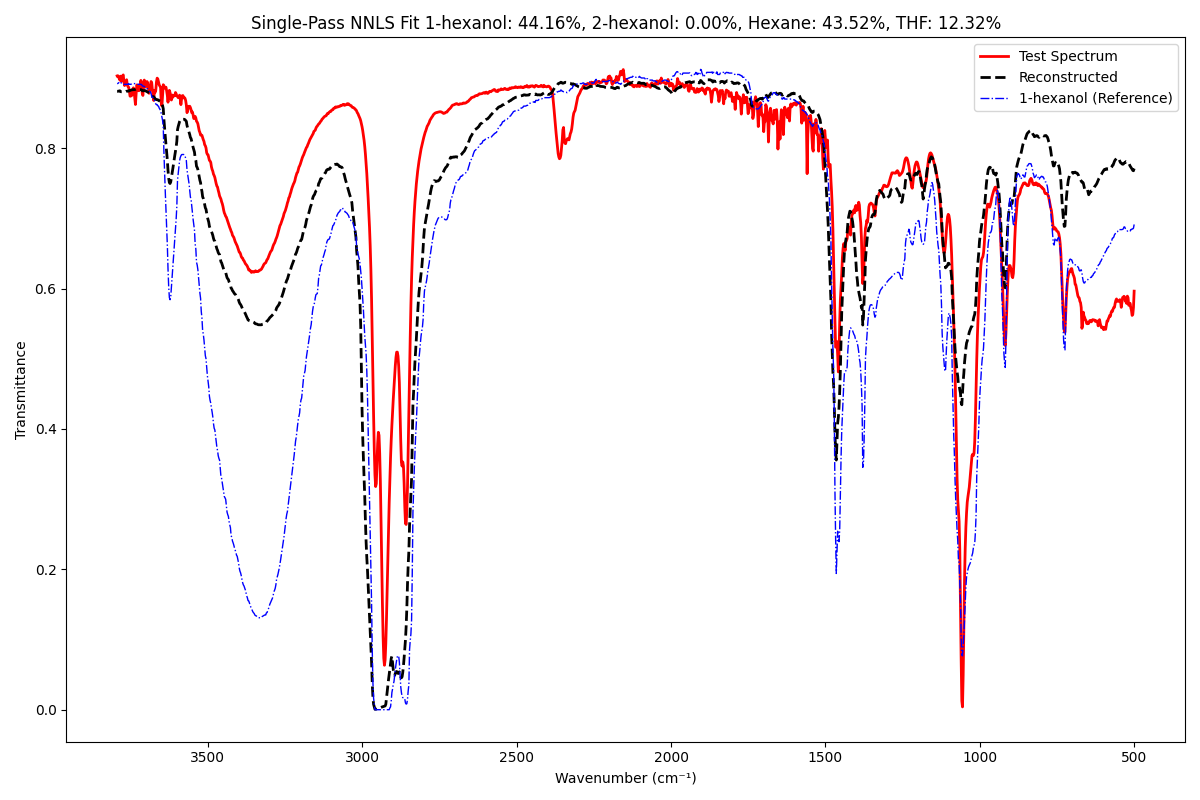 Single-Pass NNLS Fit 1-hexanol: 44.16%, 2-hexanol: 0.00%, Hexane: 43.52%, THF: 12.32%
Test Spectrum
Reconstructed
1-hexanol (Reference)
Transmittance
0.8
0.6
0.4
0.2
0.0
3500 3000 2500 2000 1500 1000 500
Wavenumber (cm⁻¹)